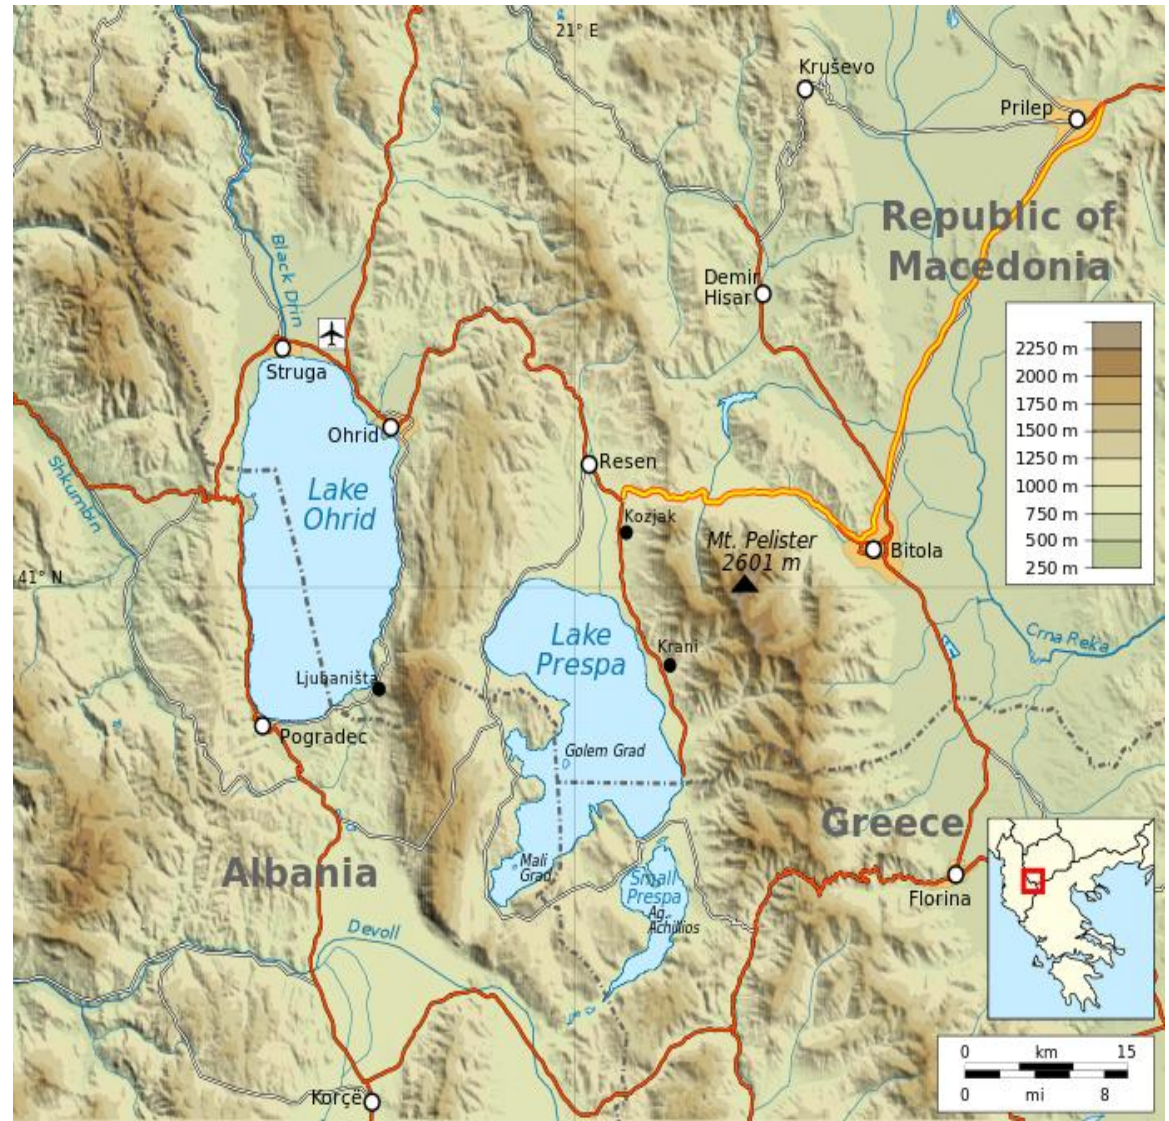 21° E
Kruševo
Prilep
Republic of
Macedonia
Black Drin
Demir
Hisar
Struga
2250 m
2000 m
1750 m
1500 m
1250 m
1000 m
750 m
500 m
250 m
Ohrid
Resen
Shkumbin
Lake
Ohrid
Kozjak
Mt. Pelister
2601 m
Bitola
41° N
Lake
Prespa
Krani
Crna Reka
Ljubaništa
Pogradec
Golem Grad
Greece
Albania
Mali
Grad
Small
Prespa
Ag.
Achillios
Florina
Devoll
Korçë
0 km 15
0 mi 8